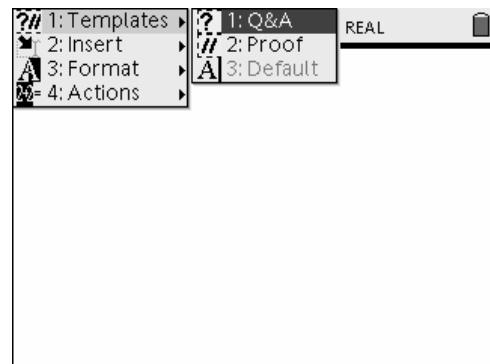 1: Templates
2: Insert
3: Format
4: Actions
1: Q&A
2: Proof
3: Default
REAL